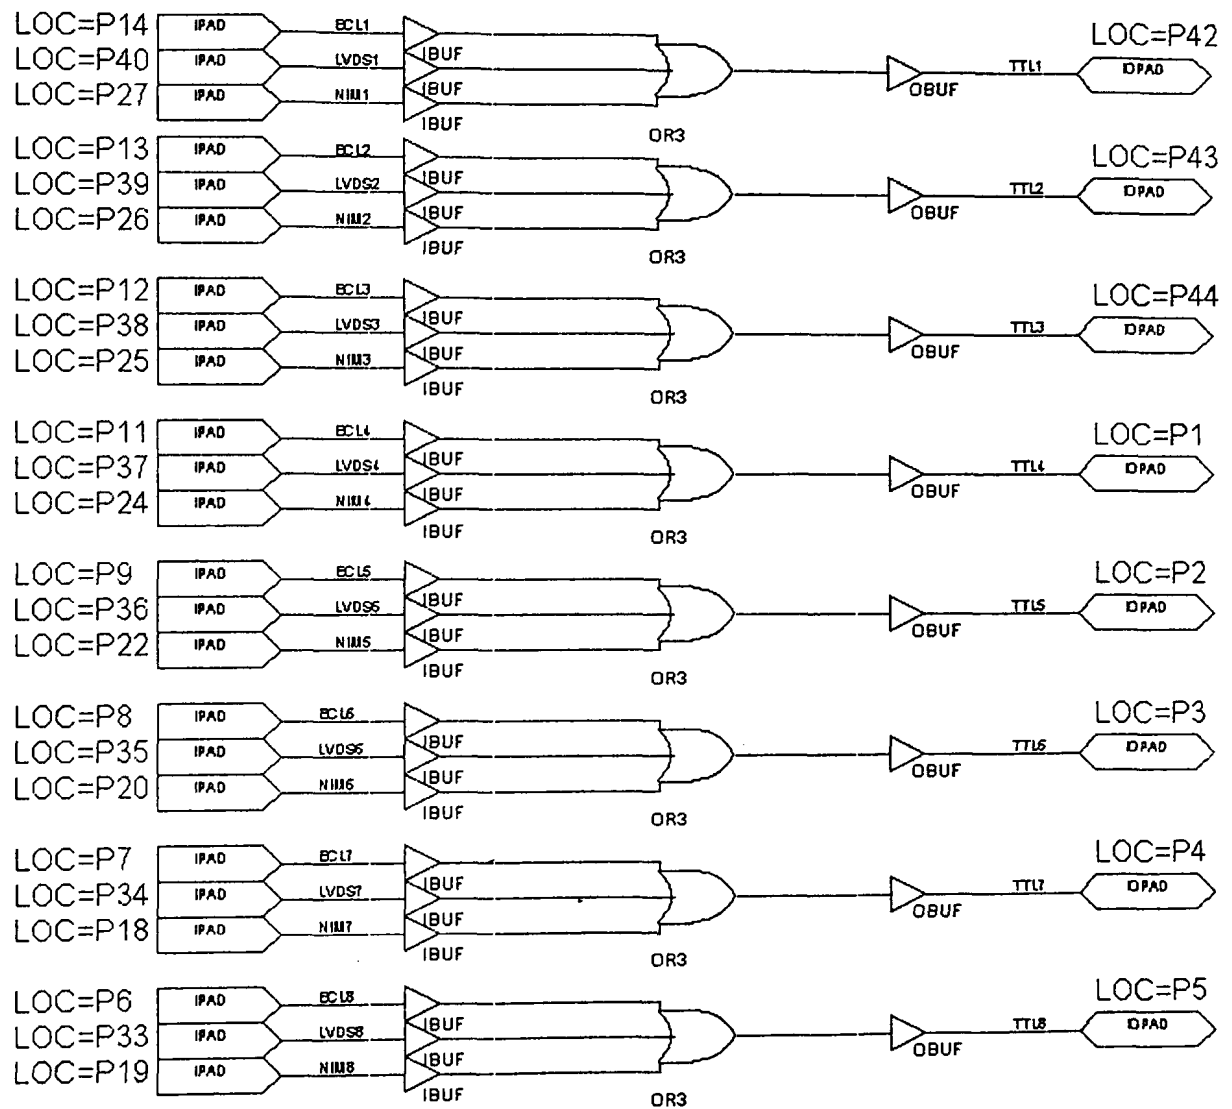 LOC=P14 IPAD ECL1 IBUF LOC=P42
LOC=P40 IPAD LVDS1 IBUF OBUF TTL1 IOPAD
LOC=P27 IPAD NIM1 IBUF OR3
LOC=P13 IPAD ECL2 IBUF LOC=P43
LOC=P39 IPAD LVDS2 IBUF OBUF TTL2 IOPAD
LOC=P26 IPAD NIM2 IBUF OR3
LOC=P12 IPAD ECL3 IBUF LOC=P44
LOC=P38 IPAD LVDS3 IBUF OBUF TTL3 IOPAD
LOC=P25 IPAD NIM3 IBUF OR3
LOC=P11 IPAD ECL4 IBUF LOC=P1
LOC=P37 IPAD LVDS4 IBUF OBUF TTL4 IOPAD
LOC=P24 IPAD NIM4 IBUF OR3
LOC=P9 IPAD ECL5 IBUF LOC=P2
LOC=P36 IPAD LVDS5 IBUF OBUF TTL5 IOPAD
LOC=P22 IPAD NIM5 IBUF OR3
LOC=P8 IPAD ECL6 IBUF LOC=P3
LOC=P35 IPAD LVDS6 IBUF OBUF TTL6 IOPAD
LOC=P20 IPAD NIM6 IBUF OR3
LOC=P7 IPAD ECL7 IBUF LOC=P4
LOC=P34 IPAD LVDS7 IBUF OBUF TTL7 IOPAD
LOC=P18 IPAD NIM7 IBUF OR3
LOC=P6 IPAD ECL8 IBUF LOC=P5
LOC=P33 IPAD LVDS8 IBUF OBUF TTL8 IOPAD
LOC=P19 IPAD NIM8 IBUF OR3